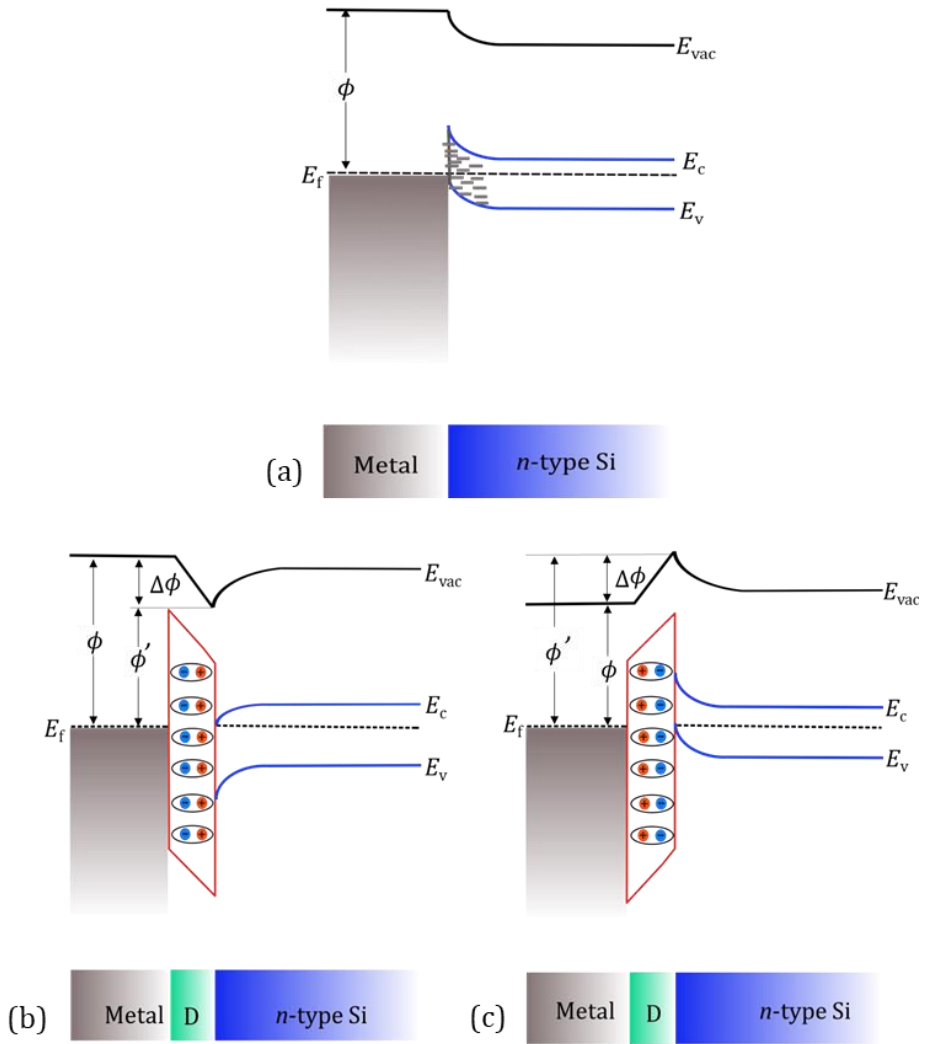 E_vac
ϕ
E_c
E_f
E_v
(a)
Metal
n-type Si
Δϕ
E_vac
ϕ
ϕ′
E_c
E_f
E_v
− +
− +
− +
− +
− +
− +
(b)
Metal
D
n-type Si
Δϕ
E_vac
ϕ′
ϕ
E_c
E_f
E_v
+ −
+ −
+ −
+ −
+ −
+ −
(c)
Metal
D
n-type Si